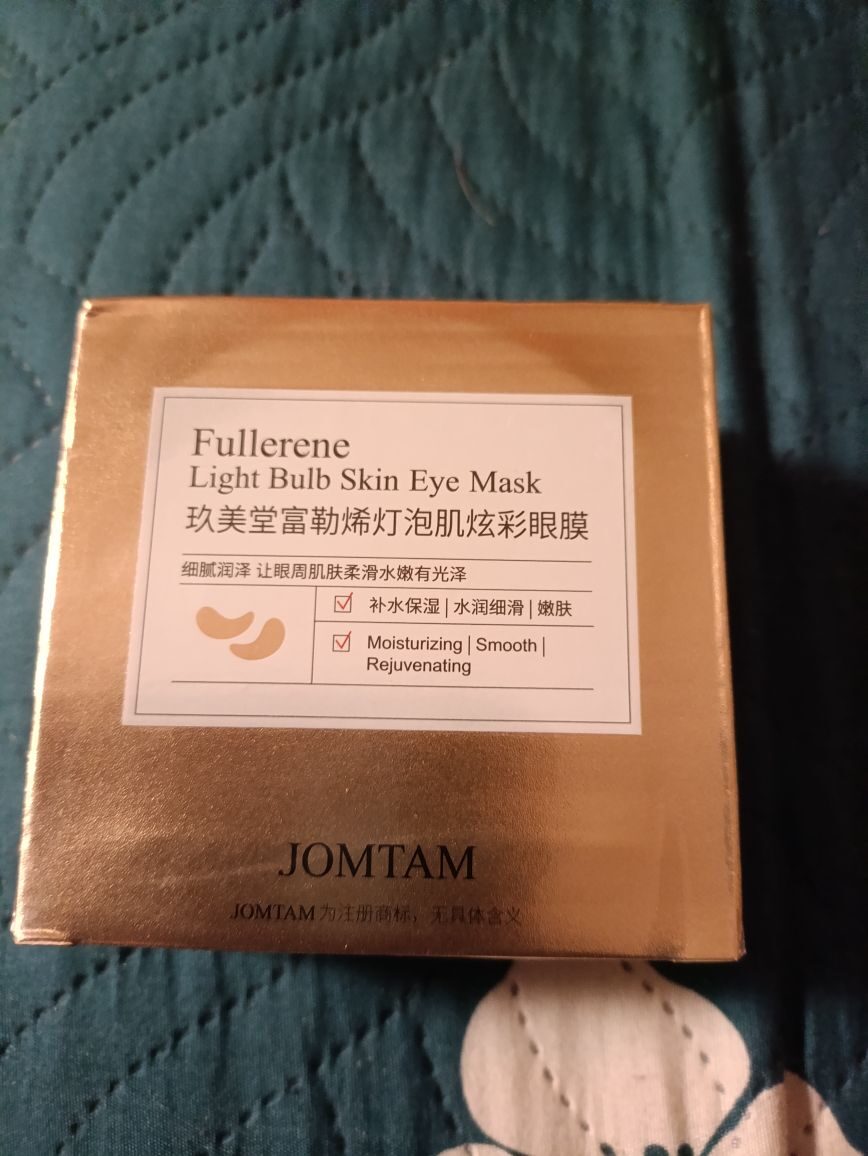 Fullerene
Light Bulb Skin Eye Mask
玖美堂富勒烯灯泡肌炫彩眼膜
细腻润泽 让眼周肌肤柔滑水嫩有光泽
补水保湿|水润细滑|嫩肤
Moisturizing|Smooth|
Rejuvenating
JOMTAM
JOMTAM为注册商标，无具体含义